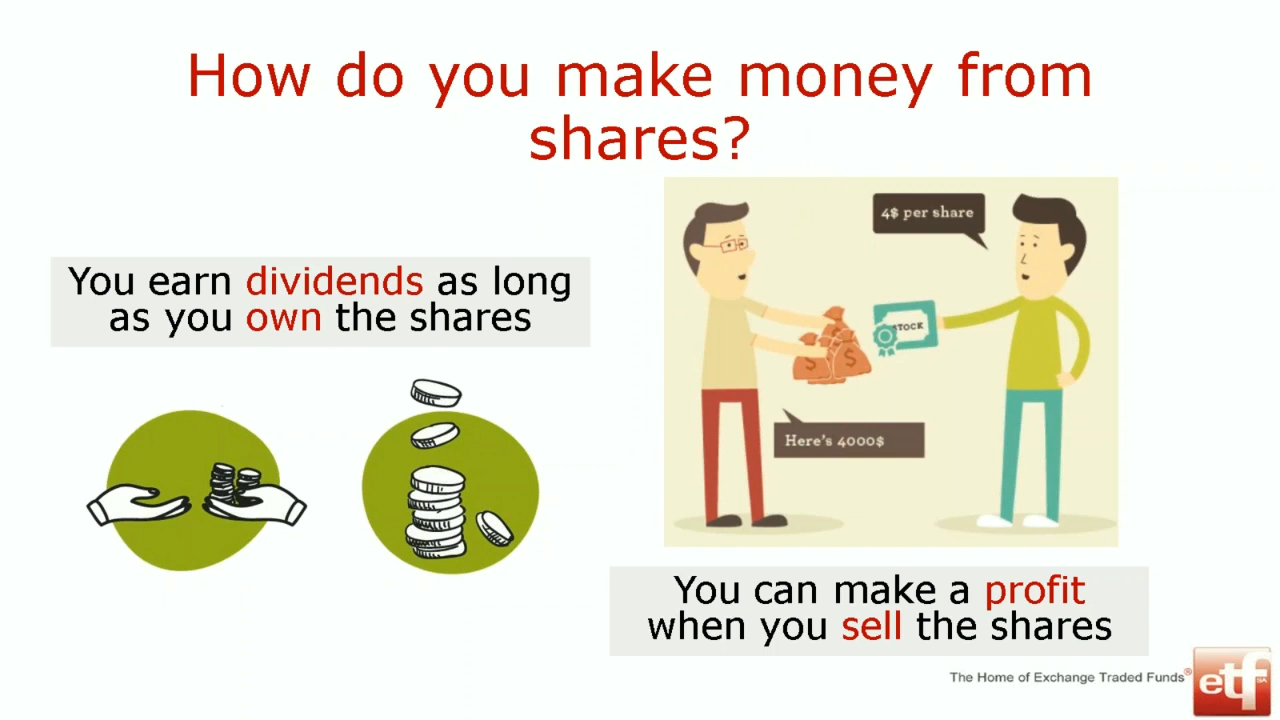 How do you make money from
shares?
You earn dividends as long
as you own the shares
4$ per share
STOCK
Here's 4000$
You can make a profit
when you sell the shares
The Home of Exchange Traded Funds®
etf
SA